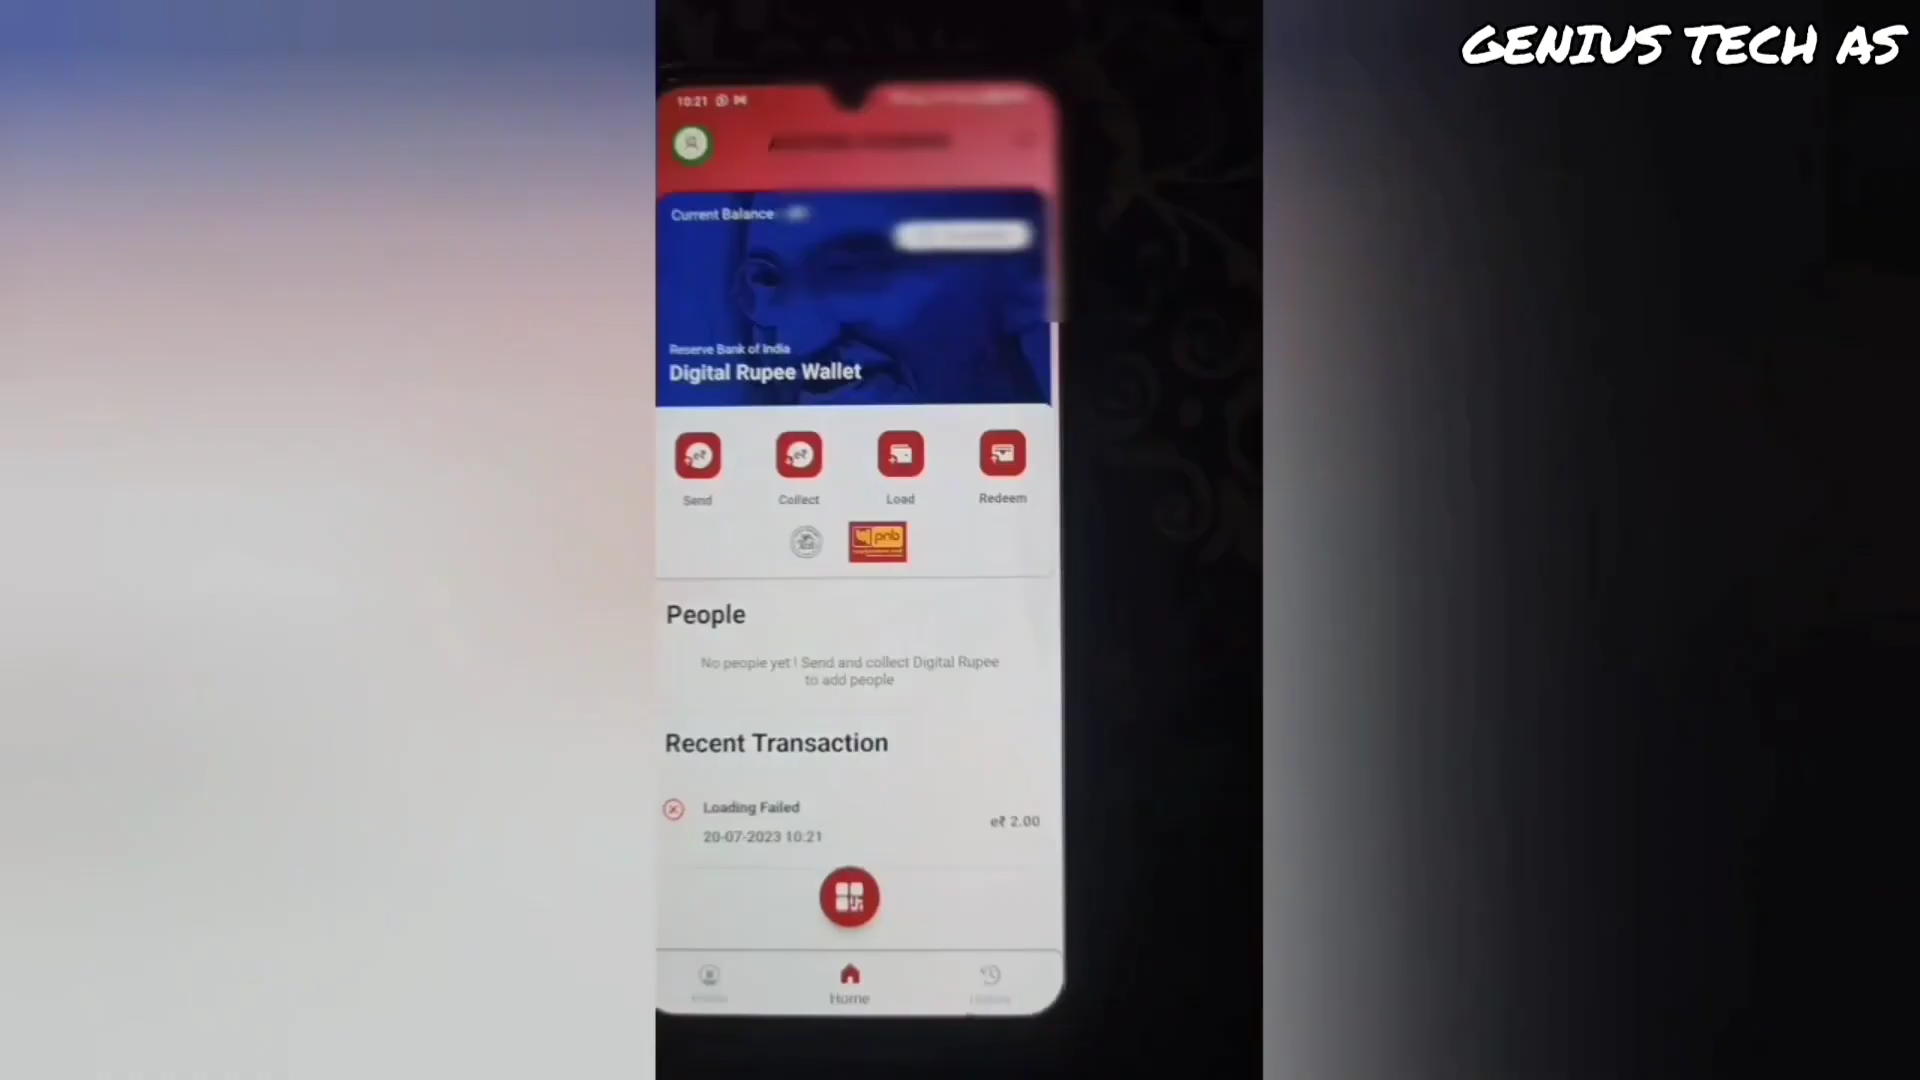 GENIUS TECH AS
10:21
Current Balance
Reserve Bank of India
Digital Rupee Wallet
Send
Collect
Load
Redeem
pnb
People
No people yet ! Send and collect Digital Rupee
to add people
Recent Transaction
Loading Failed
e₹ 2.00
20-07-2023 10:21
Home